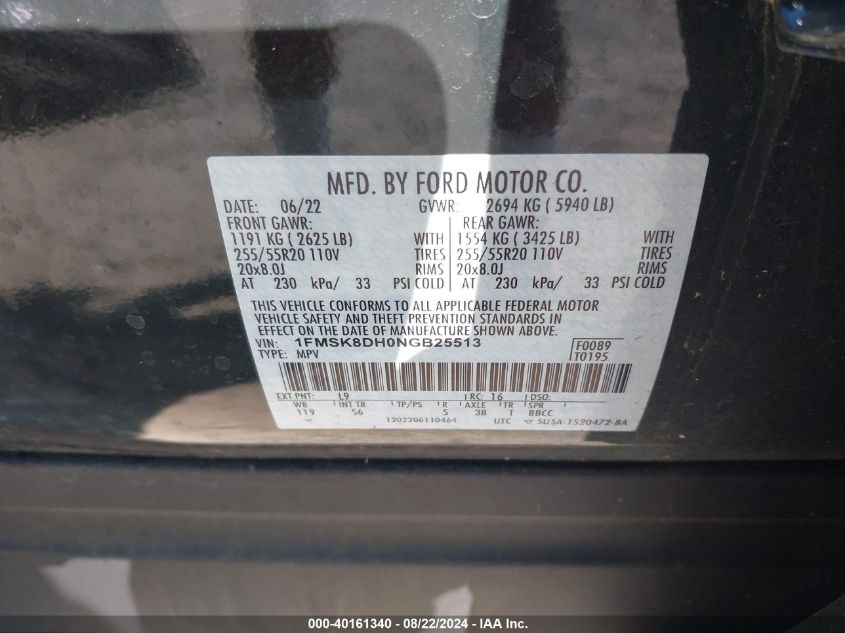 MFD. BY FORD MOTOR CO.
DATE: 06/22 GVWR: 2694 KG ( 5940 LB)
FRONT GAWR: REAR GAWR:
1191 KG ( 2625 LB) WITH 1554 KG ( 3425 LB) WITH
255/55R20 110V TIRES 255/55R20 110V TIRES
20x8.0J RIMS 20x8.0J RIMS
AT 230 kPa/ 33 PSI COLD AT 230 kPa/ 33 PSI COLD
THIS VEHICLE CONFORMS TO ALL APPLICABLE FEDERAL MOTOR
VEHICLE SAFETY AND THEFT PREVENTION STANDARDS IN
EFFECT ON THE DATE OF MANUFACTURE SHOWN ABOVE.
VIN: 1FMSK8DH0NGB25513 F0089
TYPE: MPV T0195
EXT PNT: L9 RC: 16 DSO:
WB INT TR TP/PS R AXLE TR SPR
119 S6 S 3B T BBCC
1202206110464 UTC 5U5A-1520472-BA
000-40161340 - 08/22/2024 - IAA Inc.